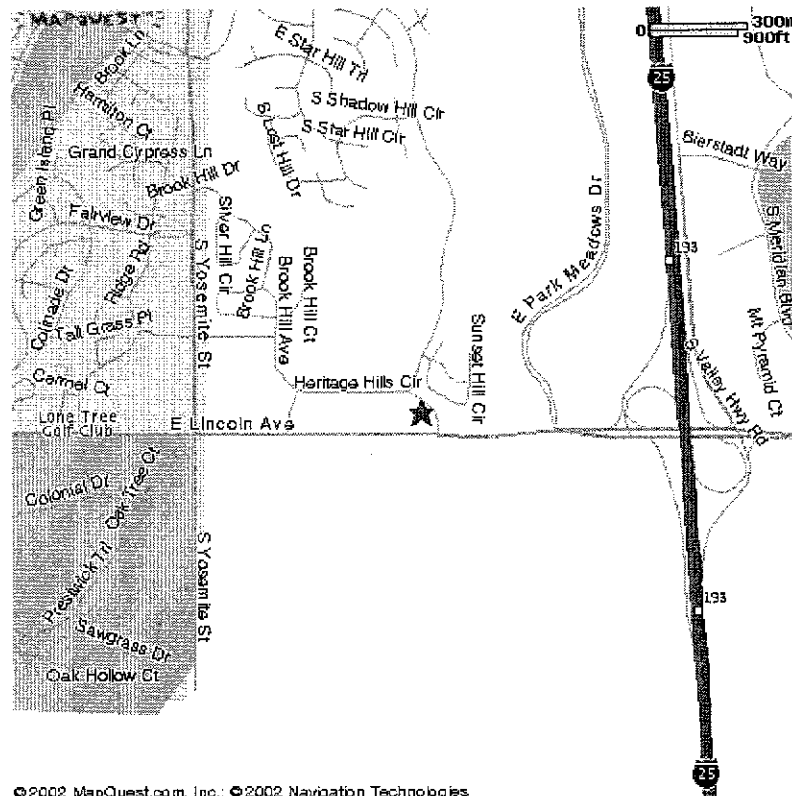 MAPQUEST
0 300m
900ft
25
E Star Hill Trl
Brook Ln
S Shadow Hill Cir
Hamilton Ct
S Star Hill Cir
S Lost Hill Dr
Green Island Pl
Grand Cypress Ln
Bierstadt Way
Brook Hill Dr
Fairview Dr
Silver Hill Cir
Brook Hill Ln
Brook Hill Ct
E Park Meadows Dr
S Meridian Blvd
193
Ridge Rd
S Yosemite St
Brook Hill Ave
Colmade Dr
Tall Grass Pl
Sunset Hill Cir
Mt Pyramid Ct
S Valley Hwy Rd
Carmel Ct
Heritage Hills Cir
Lone Tree
Golf Club
E Lincoln Ave
Colonial Dr
Oak Tree Ct
S Yosemite St
Prestwick Trl
193
Sawgrass Dr
Oak Hollow Ct
25
©2002 MapQuest.com, Inc.; ©2002 Navigation Technologies